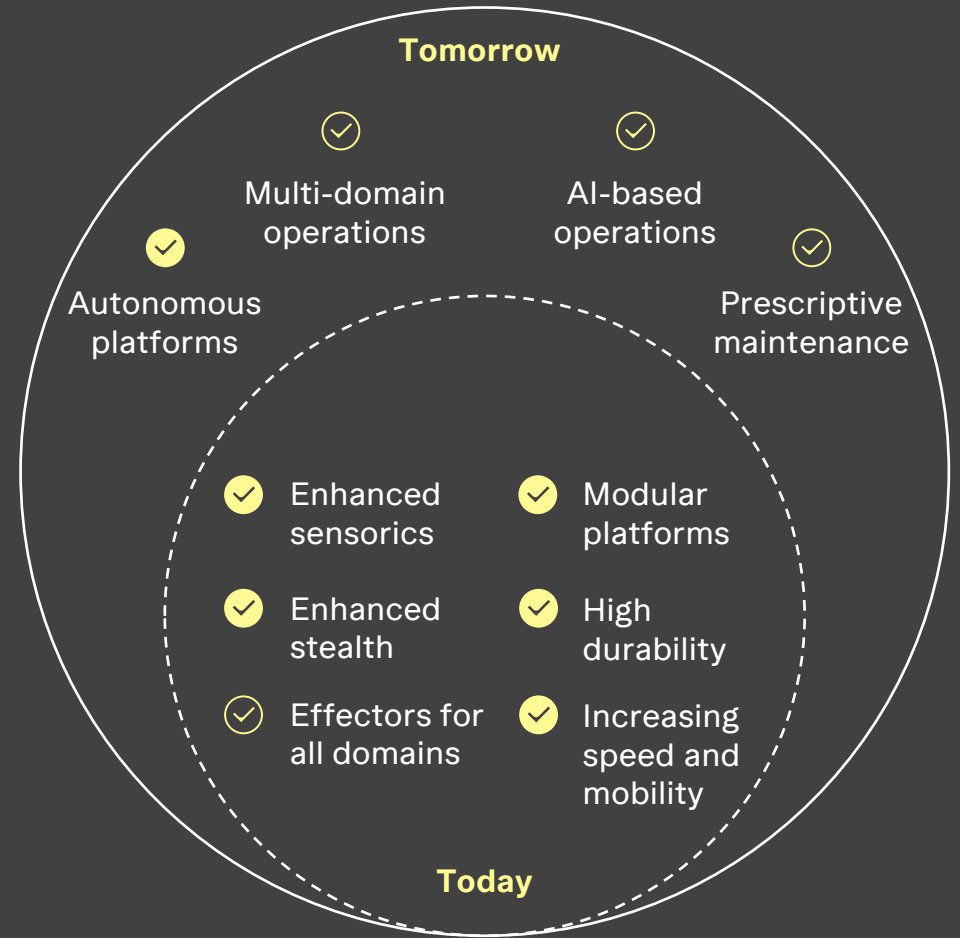 Tomorrow
Multi-domain
operations
AI-based
operations
Autonomous
platforms
Prescriptive
maintenance
Enhanced
sensorics
Modular
platforms
Enhanced
stealth
High
durability
Effectors for
all domains
Increasing
speed and
mobility
Today